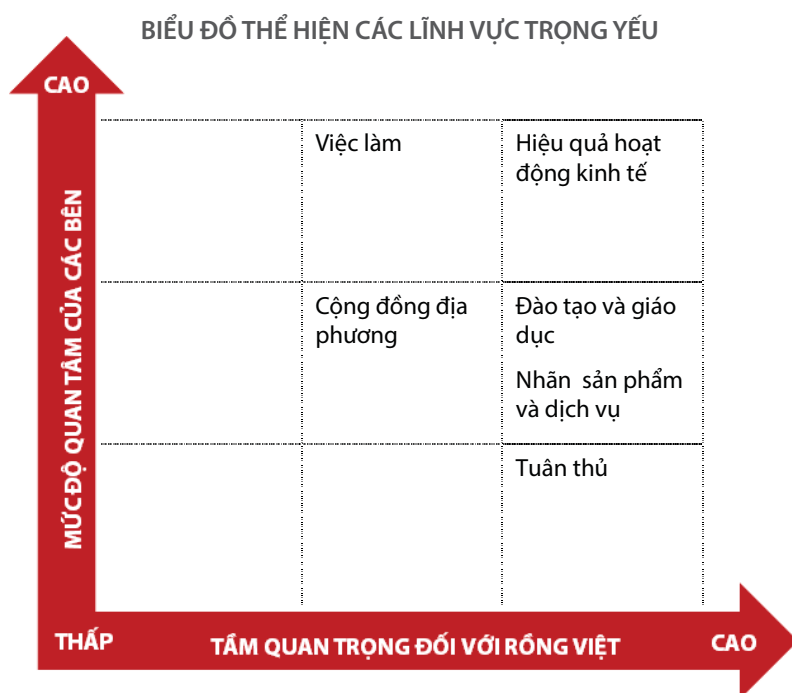 BIỂU ĐỒ THỂ HIỆN CÁC LĨNH VỰC TRỌNG YẾU
CAO
MỨC ĐỘ QUAN TÂM CỦA CÁC BÊN
Việc làm
Hiệu quả hoạt
động kinh tế
Cộng đồng địa
phương
Đào tạo và giáo
dục
Nhãn sản phẩm
và dịch vụ
Tuân thủ
THẤP
TẦM QUAN TRỌNG ĐỐI VỚI RỒNG VIỆT
CAO